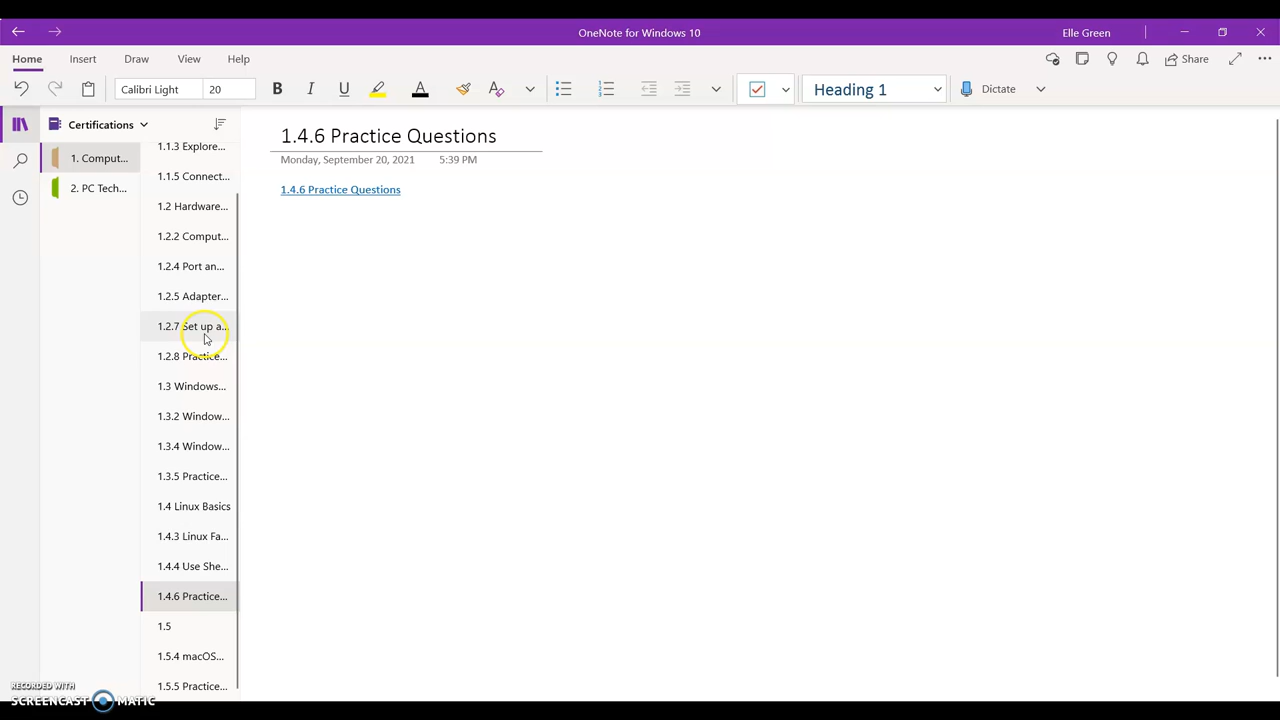 OneNote for Windows 10
Elle Green
Home
Insert
Draw
View
Help
Share
Calibri Light
20
B
I
U
A
A
Heading 1
Dictate
Certifications
1. Comput...
2. PC Tech...
1.1.3 Explore...
1.1.5 Connect...
1.2 Hardware...
1.2.2 Comput...
1.2.4 Port an...
1.2.5 Adapter...
1.2.7 Set up a...
1.2.8 Practice...
1.3 Windows...
1.3.2 Window...
1.3.4 Window...
1.3.5 Practice...
1.4 Linux Basics
1.4.3 Linux Fa...
1.4.4 Use She...
1.4.6 Practice...
1.5
1.5.4 macOS...
1.5.5 Practice...
1.4.6 Practice Questions
Monday, September 20, 2021 5:39 PM
1.4.6 Practice Questions
RECORDED WITH
SCREENCAST MATIC